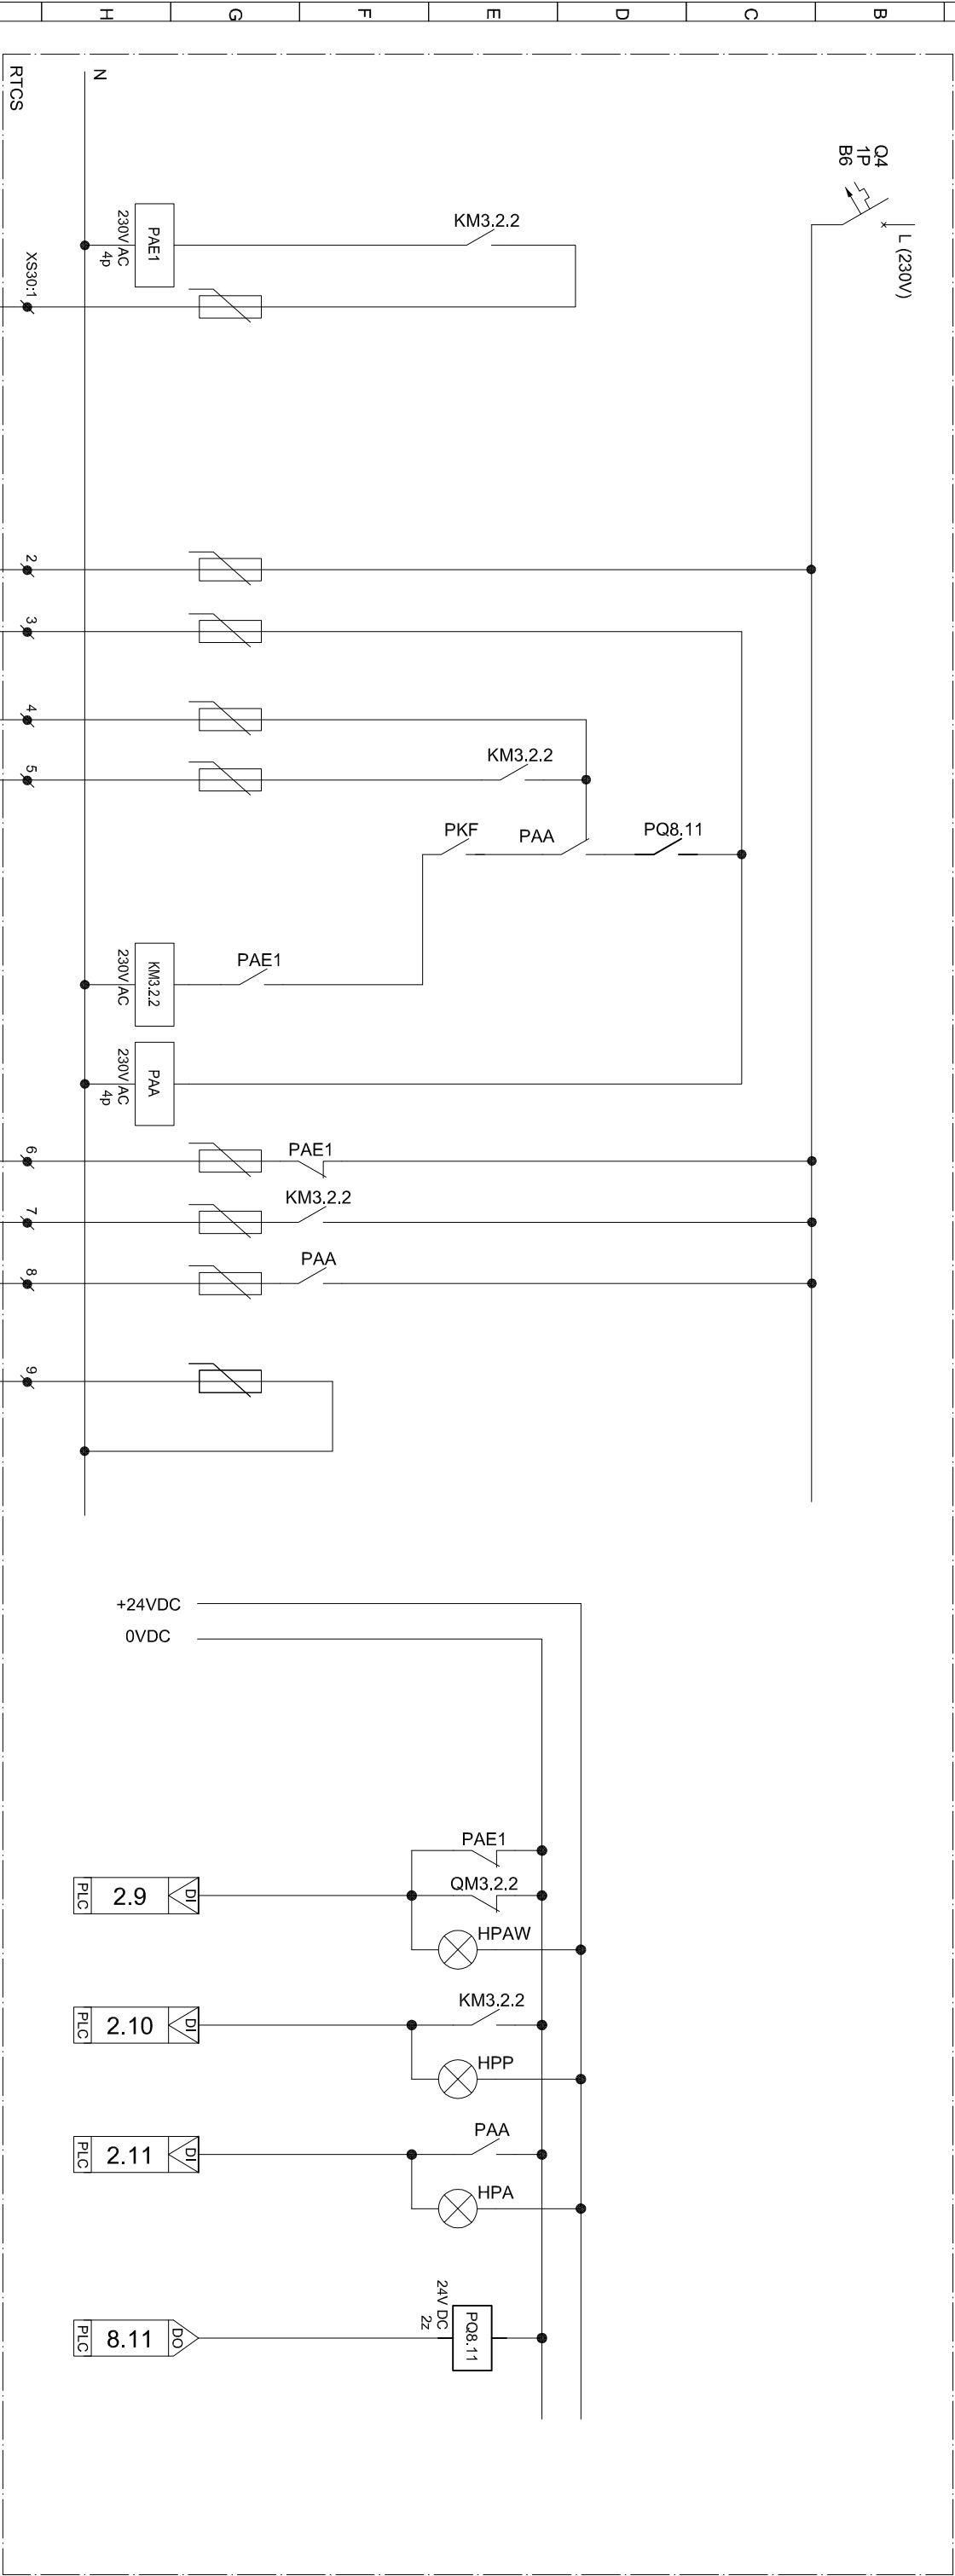 H
G
F
E
D
C
B
RTCS
N
Q4
1P
B6
L (230V)
KM3.2.2
PAE1
230V AC
4p
XS30:1
2
3
4
5
KM3.2.2
PKF
PAA
PQ8.11
PAE1
KM3.2.2
230V AC
PAA
230V AC
4p
6
PAE1
7
KM3.2.2
8
PAA
9
+24VDC
0VDC
PAE1
QM3.2.2
HPAW
PLC 2.9 DI
KM3.2.2
HPP
PLC 2.10 DI
PAA
HPA
PLC 2.11 DI
24V DC
2z
PQ8.11
PLC 8.11 DO